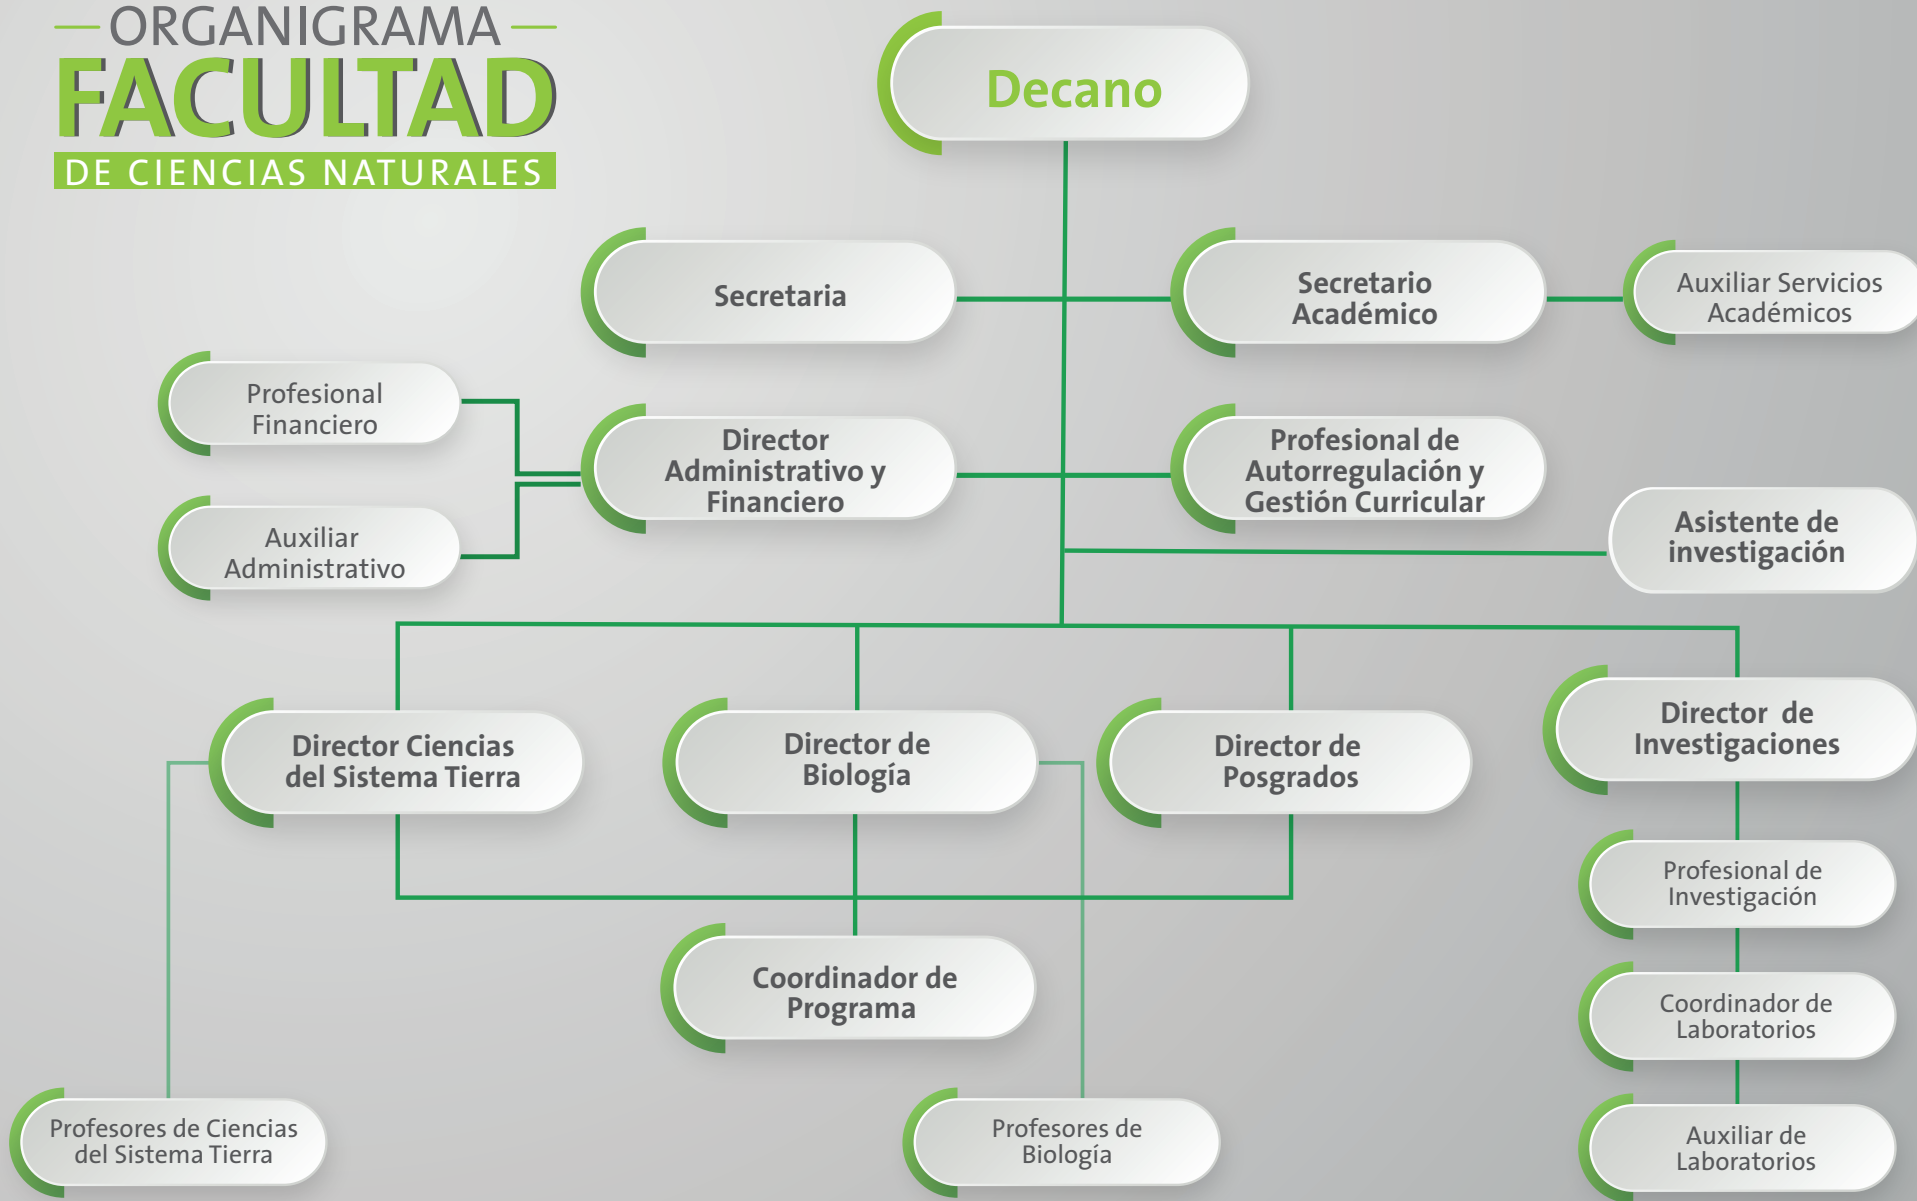 ORGANIGRAMA
FACULTAD
DE CIENCIAS NATURALES
Decano
Secretaria
Secretario
Académico
Auxiliar Servicios
Académicos
Profesional
Financiero
Director
Administrativo y
Financiero
Profesional de
Autorregulación y
Gestión Curricular
Auxiliar
Administrativo
Asistente de
investigación
Director Ciencias
del Sistema Tierra
Director de
Biología
Director de
Posgrados
Director de
Investigaciones
Profesional de
Investigación
Coordinador de
Programa
Coordinador de
Laboratorios
Profesores de Ciencias
del Sistema Tierra
Profesores de
Biología
Auxiliar de
Laboratorios